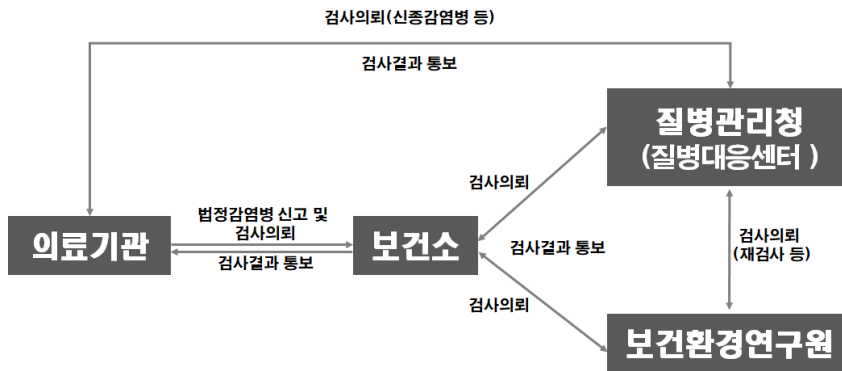 검사의뢰(신종감염병 등)
검사결과 통보
질병관리청
(질병대응센터 )
검사의뢰
법정감염병 신고 및
검사의뢰
의료기관
보건소
검사결과 통보
검사의뢰
(재검사 등)
검사결과 통보
검사의뢰
보건환경연구원